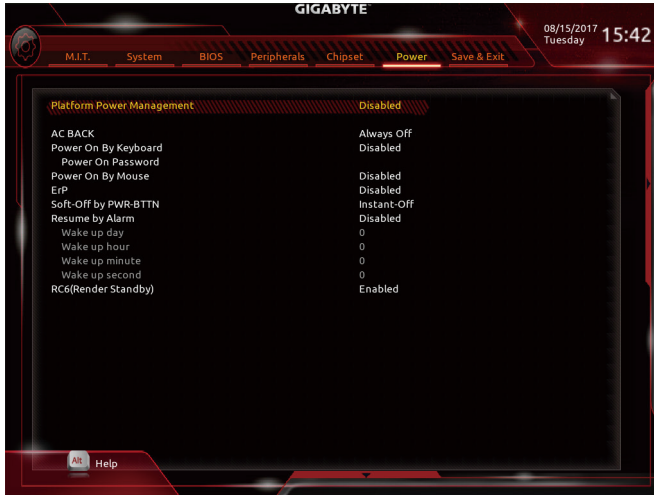 GIGABYTE™
08/15/2017 15:42
Tuesday
M.I.T. System BIOS Peripherals Chipset Power Save & Exit
Platform Power Management Disabled
AC BACK Always Off
Power On By Keyboard Disabled
Power On Password
Power On By Mouse Disabled
ErP Disabled
Soft-Off by PWR-BTTN Instant-Off
Resume by Alarm Disabled
Wake up day 0
Wake up hour 0
Wake up minute 0
Wake up second 0
RC6(Render Standby) Enabled
Alt Help